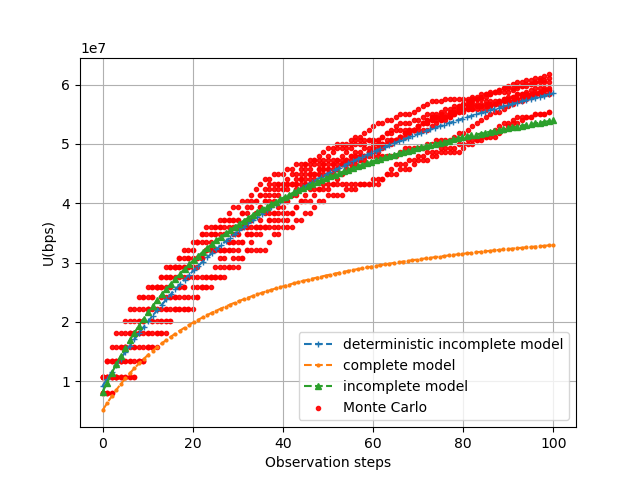 1e7
6
5
4
3
2
1
U(bps)
0
20
40
60
80
100
Observation steps
deterministic incomplete model
complete model
incomplete model
Monte Carlo